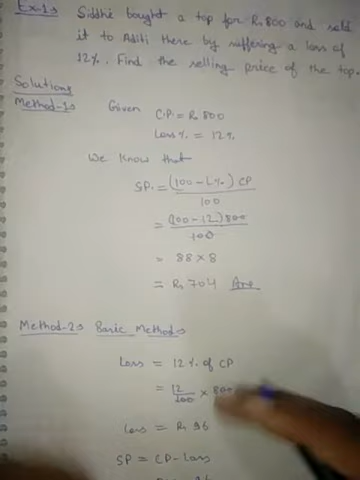 Ex-1:
Siddhi bought a top for Rs 800 and sold
it to Aditi there by suffering a loss of
12%. Find the selling price of the top.
Solution:
Method-1: Given
C.P. = Rs 800
Loss % = 12%
We know that
SP. = (100 - L%) CP
100
= (100 - 12) 800
100
= 88 × 8
= Rs 704 Ans
Method-2: Basic Method:
Loss = 12% of CP
= 12/100 × 800
Loss = Rs 96
SP = CP - Loss